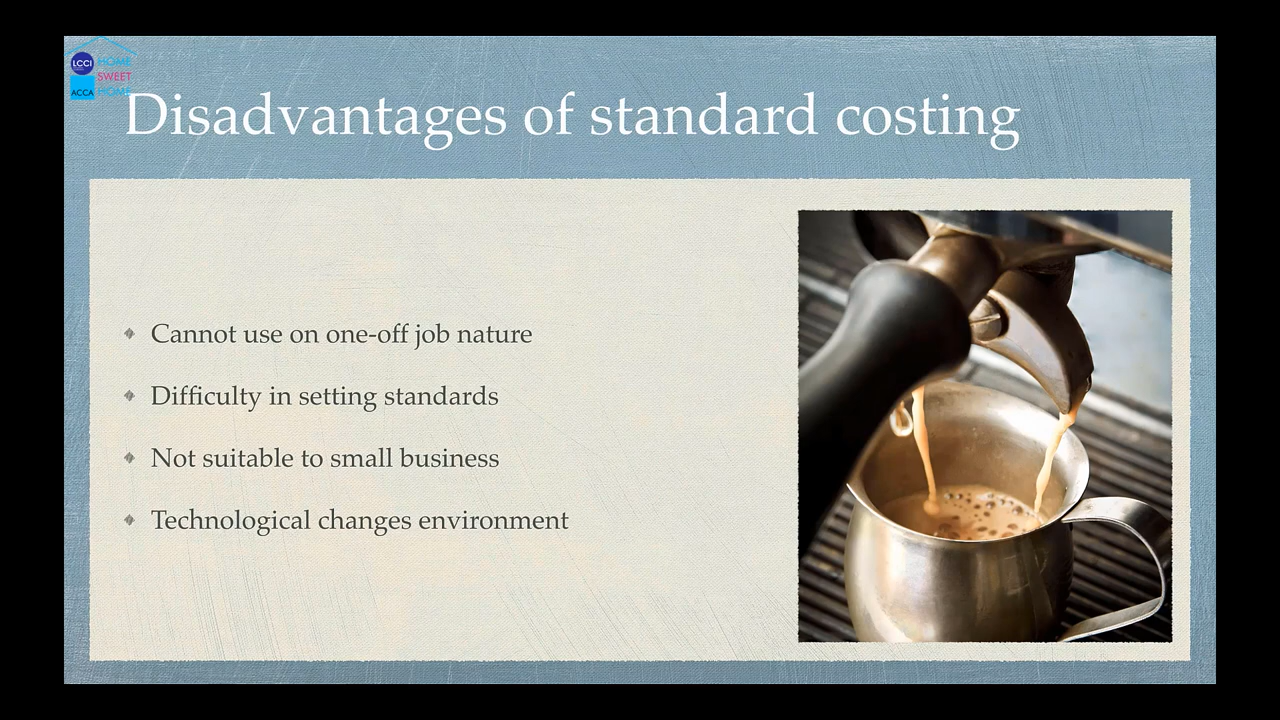 LCCI HOME
SWEET
ACCA HOME
Disadvantages of standard costing
Cannot use on one-off job nature
Difficulty in setting standards
Not suitable to small business
Technological changes environment